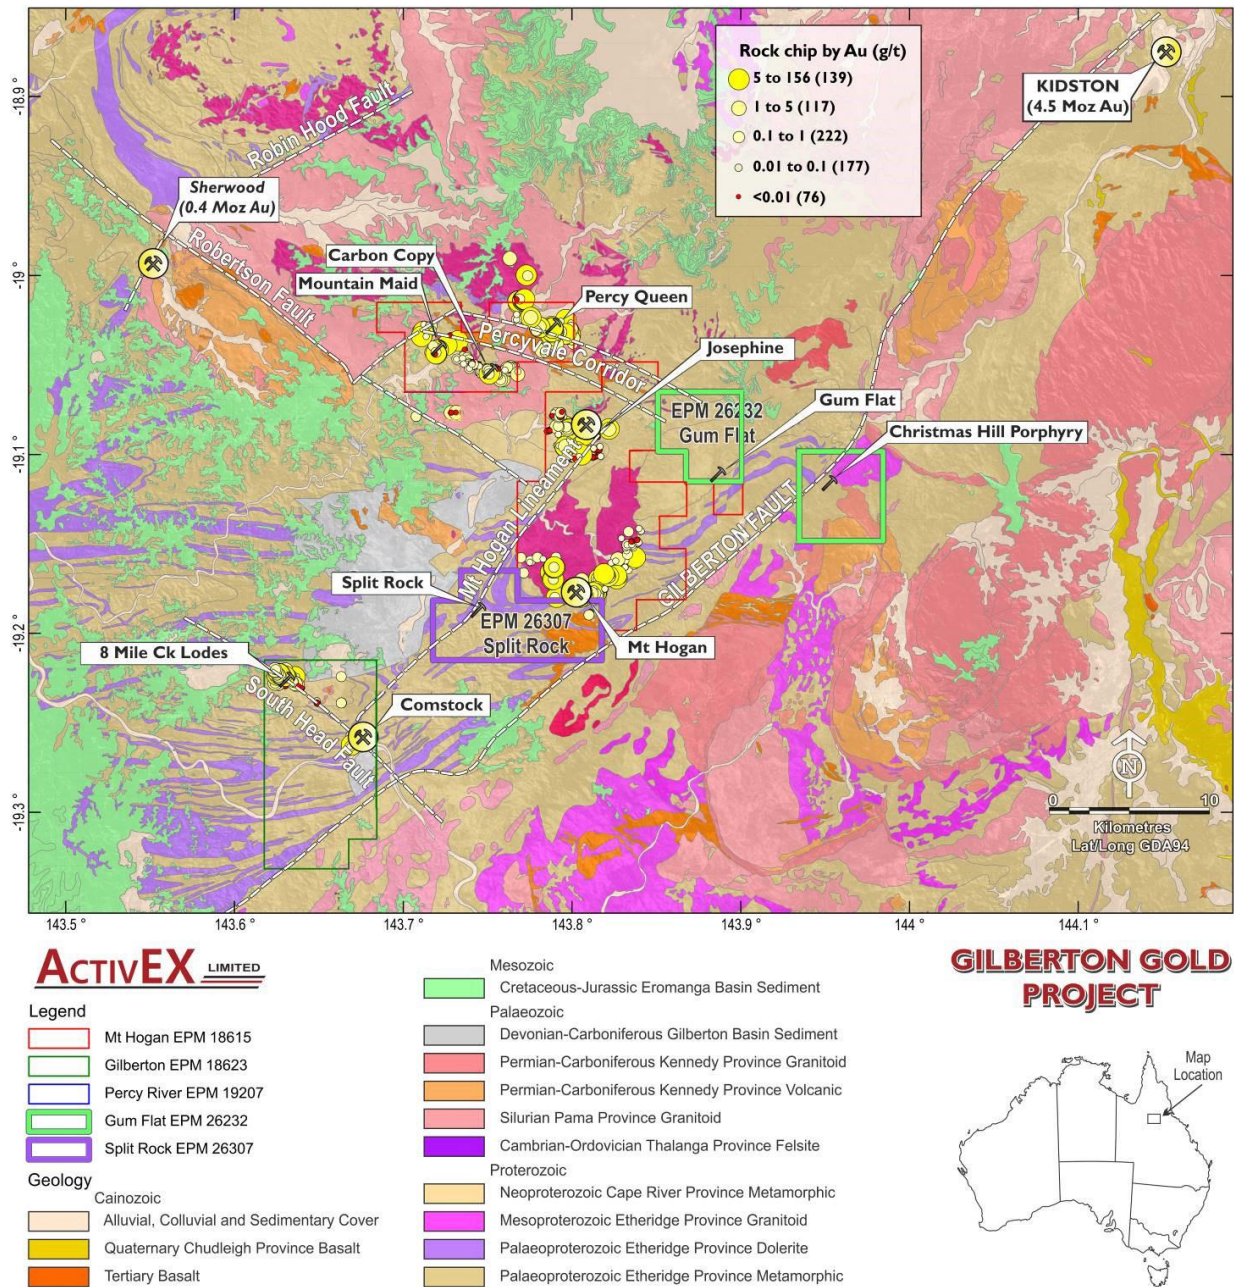 Rock chip by Au (g/t)
5 to 156 (139)
1 to 5 (117)
0.1 to 1 (222)
0.01 to 0.1 (177)
<0.01 (76)
KIDSTON
(4.5 Moz Au)
Robin Hood Fault
Sherwood
(0.4 Moz Au)
Robertson Fault
Carbon Copy
Mountain Maid
Percy Queen
Percyvale Corridor
Josephine
EPM 26232
Gum Flat
Gum Flat
Christmas Hill Porphyry
Mt Hogan Lineament
GILBERTON FAULT
Split Rock
EPM 26307
Split Rock
Mt Hogan
8 Mile Ck Lodes
South Head Fault
Comstock
N
0 10
Kilometres
Lat/Long GDA94
-18.9
-19
-19.1
-19.2
-19.3
143.5 °
143.6 °
143.7 °
143.8 °
143.9 °
144 °
144.1 °
ACTIVEX LIMITED
Legend
Mt Hogan EPM 18615
Gilberton EPM 18623
Percy River EPM 19207
Gum Flat EPM 26232
Split Rock EPM 26307
Geology
Cainozoic
Alluvial, Colluvial and Sedimentary Cover
Quaternary Chudleigh Province Basalt
Tertiary Basalt
Mesozoic
Cretaceous-Jurassic Eromanga Basin Sediment
Palaeozoic
Devonian-Carboniferous Gilberton Basin Sediment
Permian-Carboniferous Kennedy Province Granitoid
Permian-Carboniferous Kennedy Province Volcanic
Silurian Pama Province Granitoid
Cambrian-Ordovician Thalanga Province Felsite
Proterozoic
Neoproterozoic Cape River Province Metamorphic
Mesoproterozoic Etheridge Province Granitoid
Palaeoproterozoic Etheridge Province Dolerite
Palaeoproterozoic Etheridge Province Metamorphic
GILBERTON GOLD
PROJECT
Map
Location